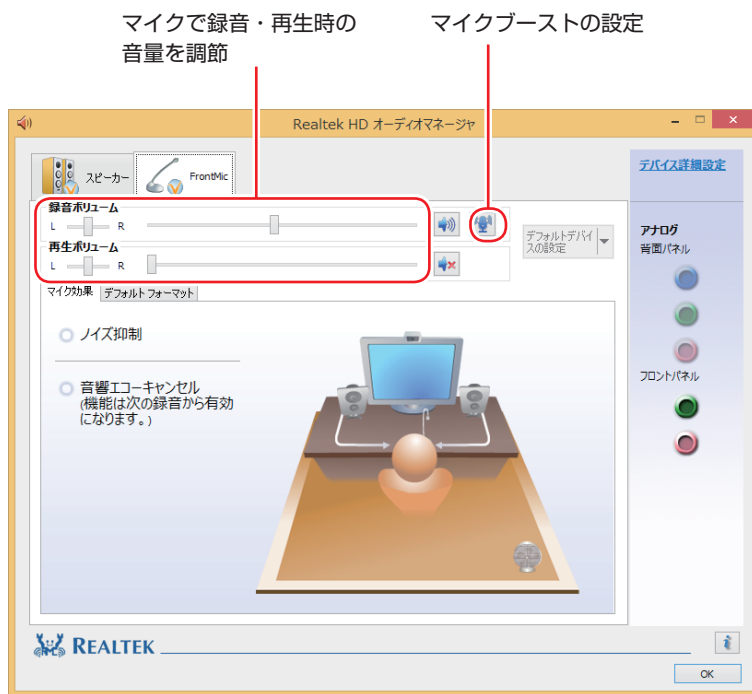 マイクで録音・再生時の
音量を調節
マイクブーストの設定
Realtek HD オーディオマネージャ
スピーカー
FrontMic
デバイス詳細設定
録音ボリューム
L R
デフォルトデバイ
スの設定
再生ボリューム
L R
アナログ
背面パネル
マイク効果 デフォルト フォーマット
ノイズ抑制
音響エコーキャンセル
(機能は次の録音から有効
になります。)
フロントパネル
REALTEK
i
OK